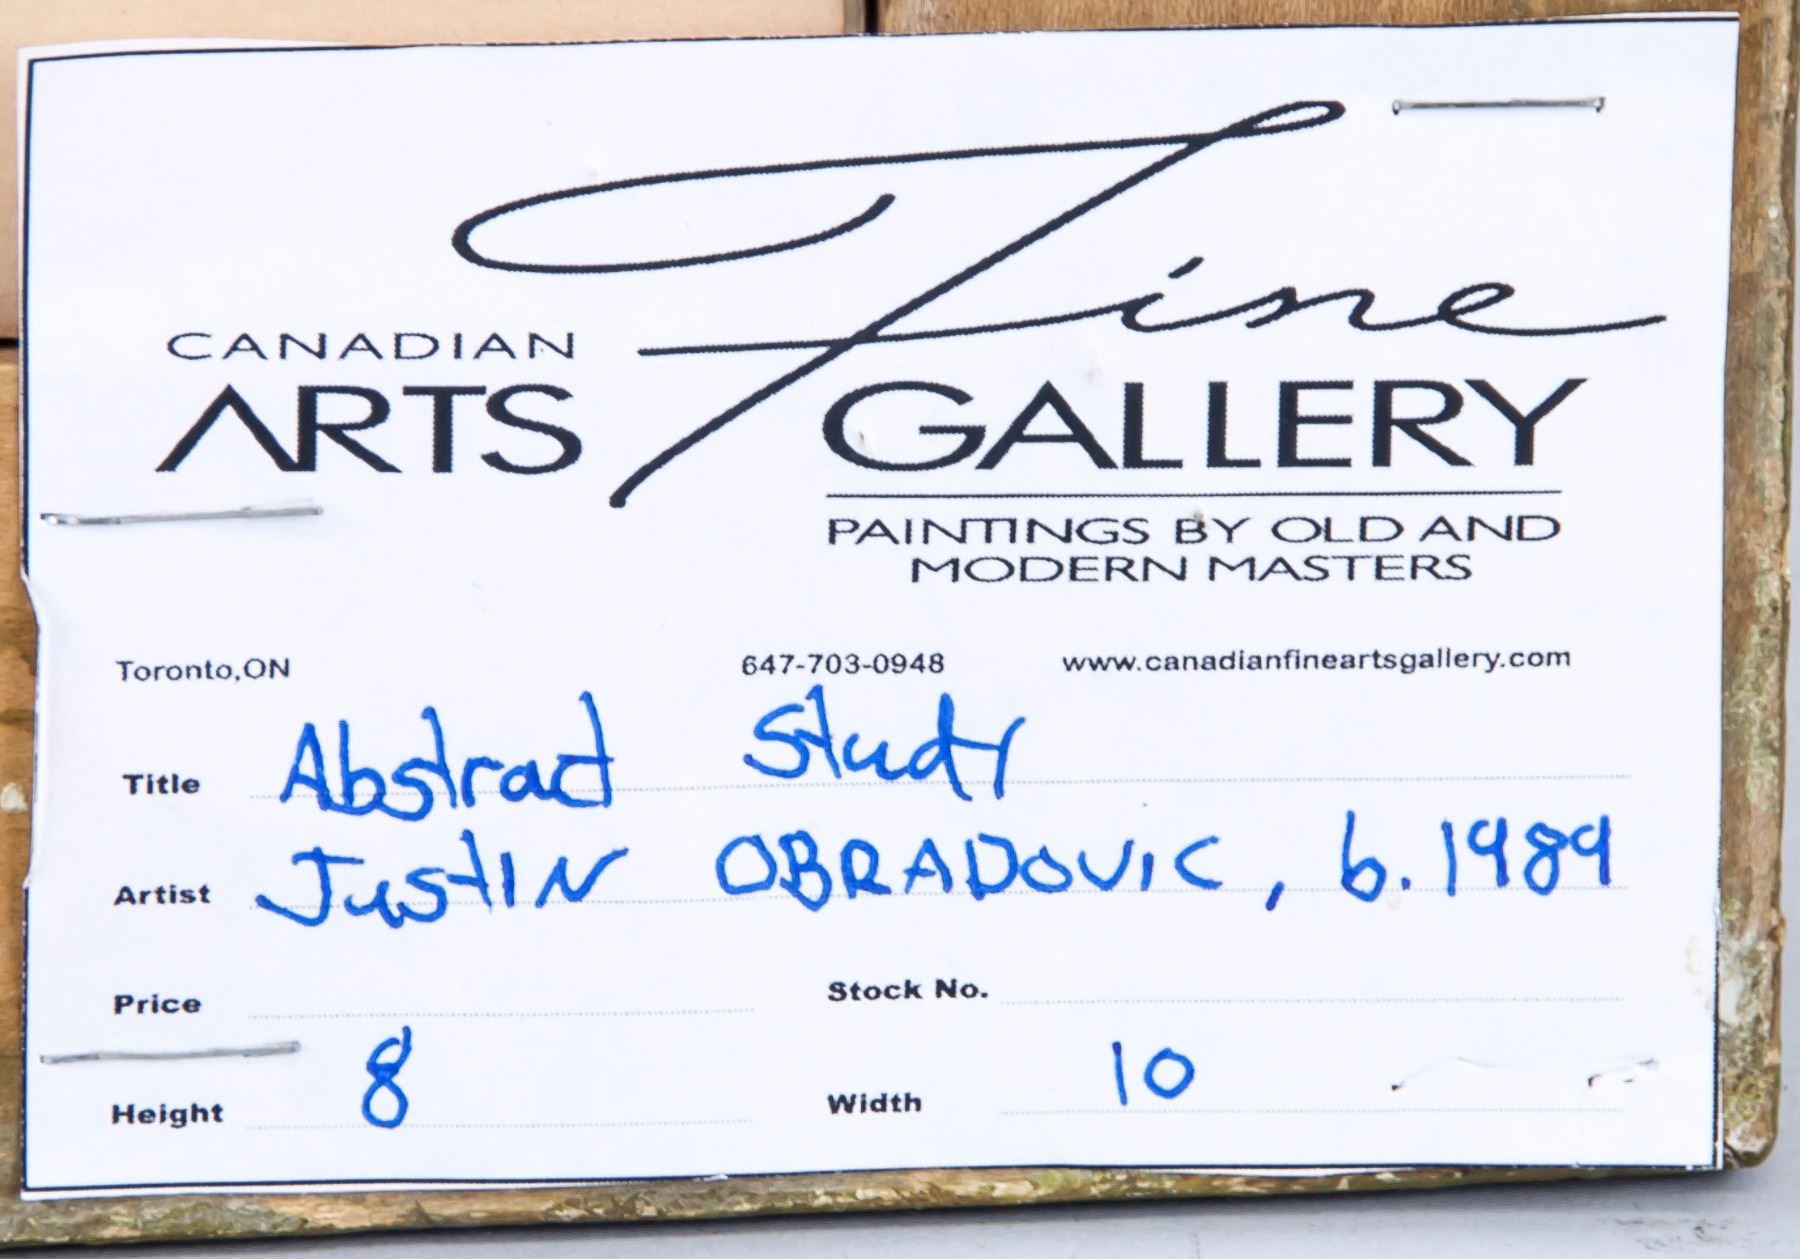 Fine
CANADIAN
ARTS GALLERY
PAINTINGS BY OLD AND
MODERN MASTERS
Toronto,ON 647-703-0948 www.canadianfineartsgallery.com
Title Abstract Study
Artist JustIN OBRADOVIC, b. 1989
Price Stock No.
Height 8 Width 10